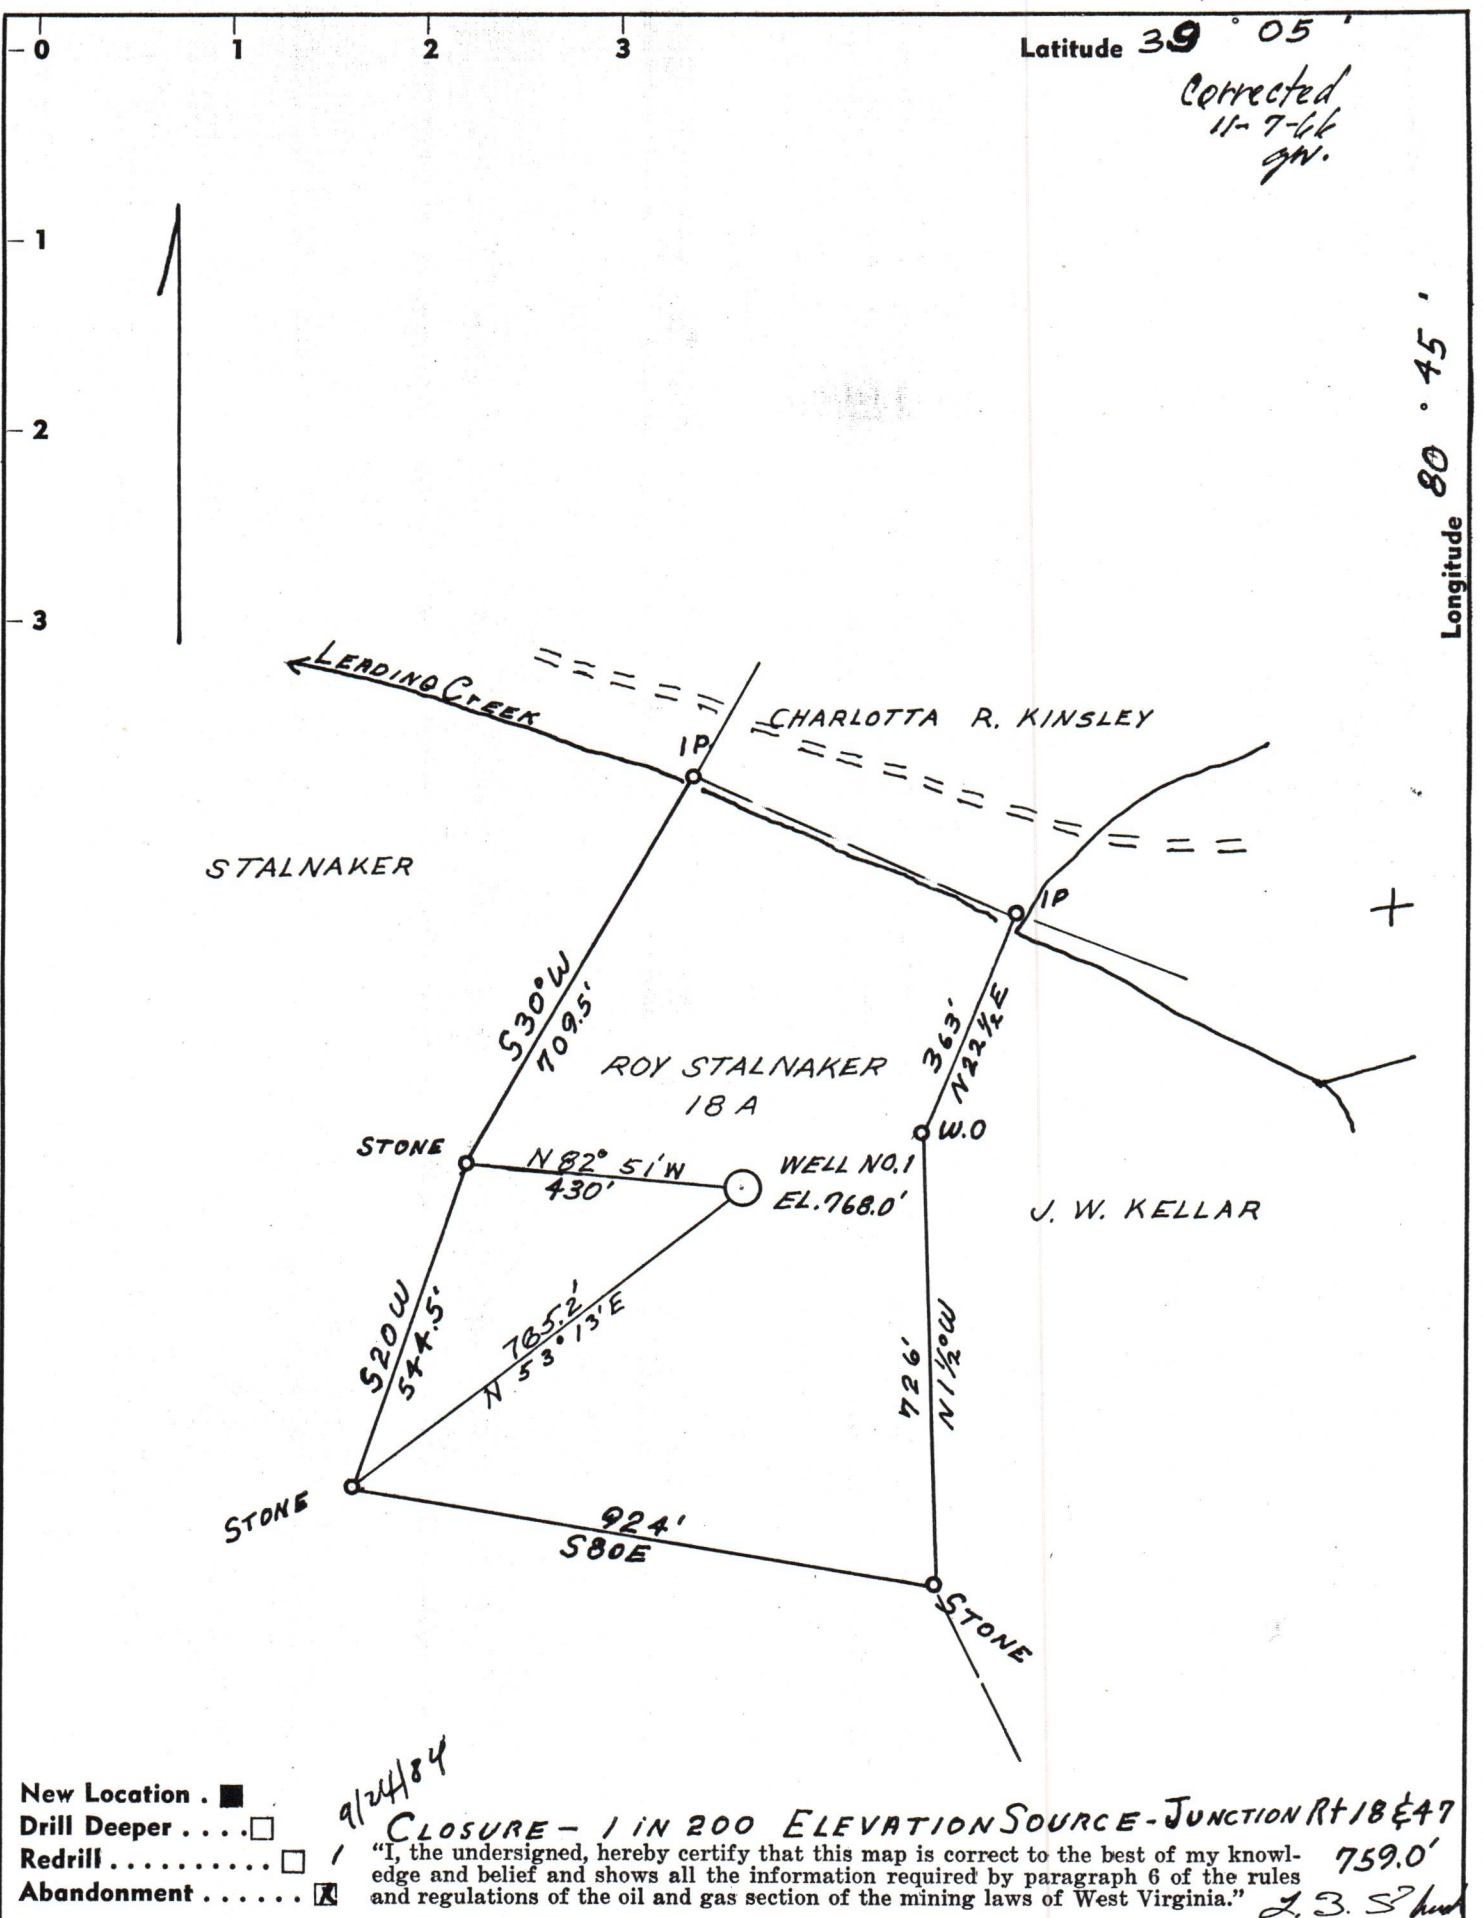 0 1 2 3 Latitude 39° 05'
Corrected
11-7-66
1
Longitude 80° 45'
2
3
LEADING CREEK
CHARLOTTA R. KINSLEY
IP.
STALNAKER
IP
S30°W
709.5'
363'
N22½E
ROY STALNAKER
18 A
W.O
STONE
N82° 51'W
430'
WELL NO.1
EL.768.0'
J. W. KELLAR
S20W
544.5'
785.2'
N 53°13'E
726'
N1½°W
STONE
924'
S80E
STONE
9/24/84
New Location .
Drill Deeper ....
Redrill ..........
Abandonment ......
CLOSURE - 1 IN 200 ELEVATION SOURCE - JUNCTION Rt 18 & 47
759.0'
"I, the undersigned, hereby certify that this map is correct to the best of my knowl-
edge and belief and shows all the information required by paragraph 6 of the rules
and regulations of the oil and gas section of the mining laws of West Virginia."